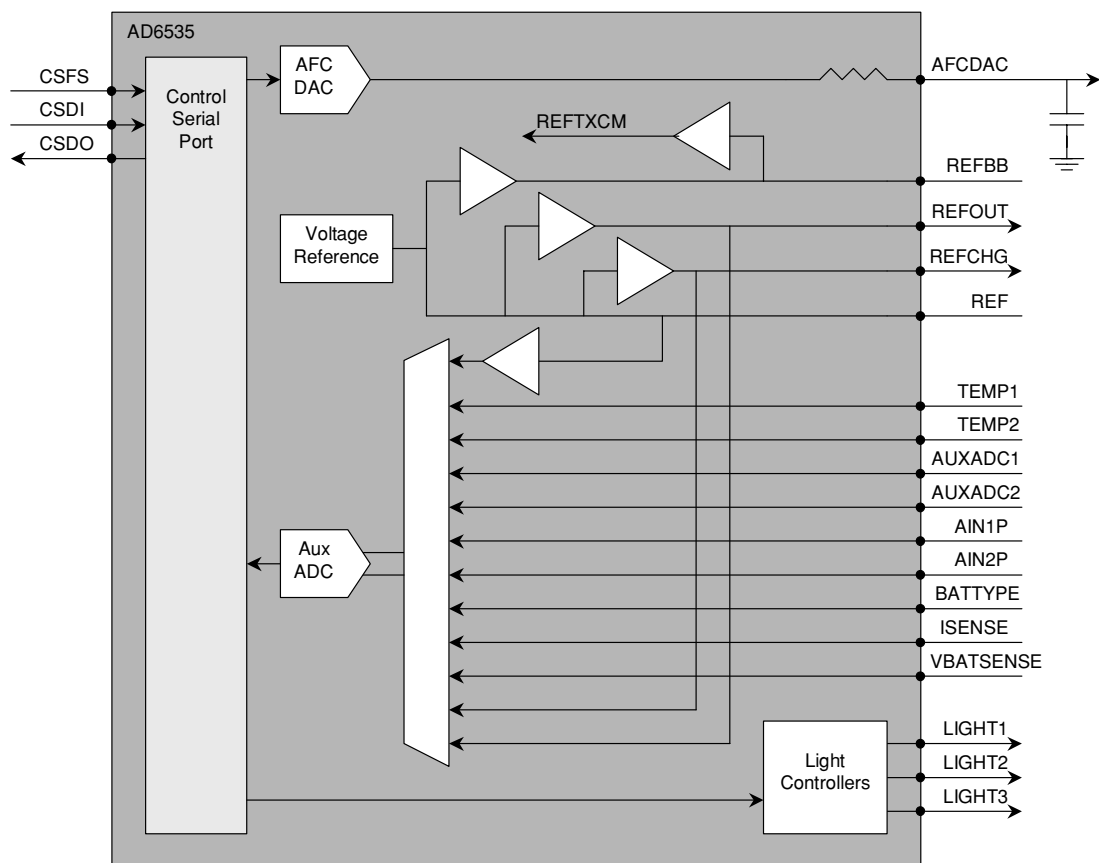 AD6535
CSFS
CSDI
CSDO
Control
Serial
Port
AFC
DAC
AFCDAC
REFTXCM
REFBB
Voltage
Reference
REFOUT
REFCHG
REF
TEMP1
TEMP2
AUXADC1
AUXADC2
AIN1P
AIN2P
BATTYPE
ISENSE
VBATSENSE
Aux
ADC
Light
Controllers
LIGHT1
LIGHT2
LIGHT3